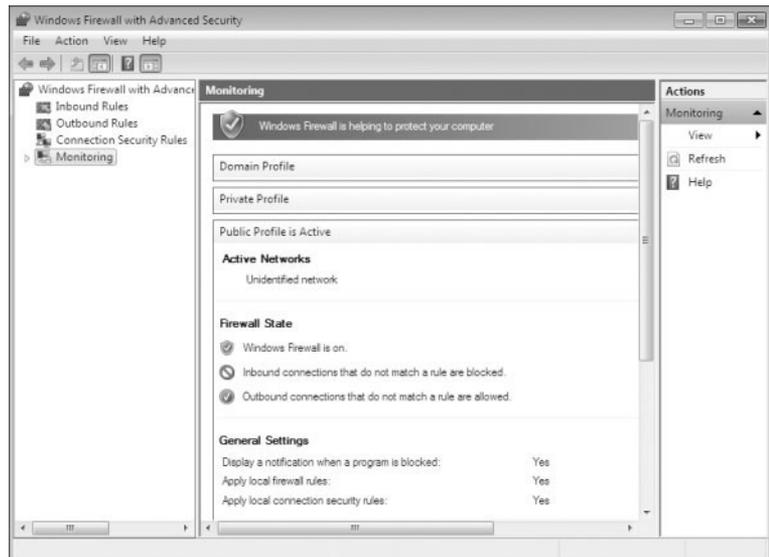 Windows Firewall with Advanced Security
File Action View Help
Windows Firewall with Advance
Inbound Rules
Outbound Rules
Connection Security Rules
Monitoring
Monitoring
Windows Firewall is helping to protect your computer
Domain Profile
Private Profile
Public Profile is Active
Active Networks
Unidentified network
Firewall State
Windows Firewall is on.
Inbound connections that do not match a rule are blocked.
Outbound connections that do not match a rule are allowed.
General Settings
Display a notification when a program is blocked: Yes
Apply local firewall rules: Yes
Apply local connection security rules: Yes
Actions
Monitoring
View
Refresh
Help